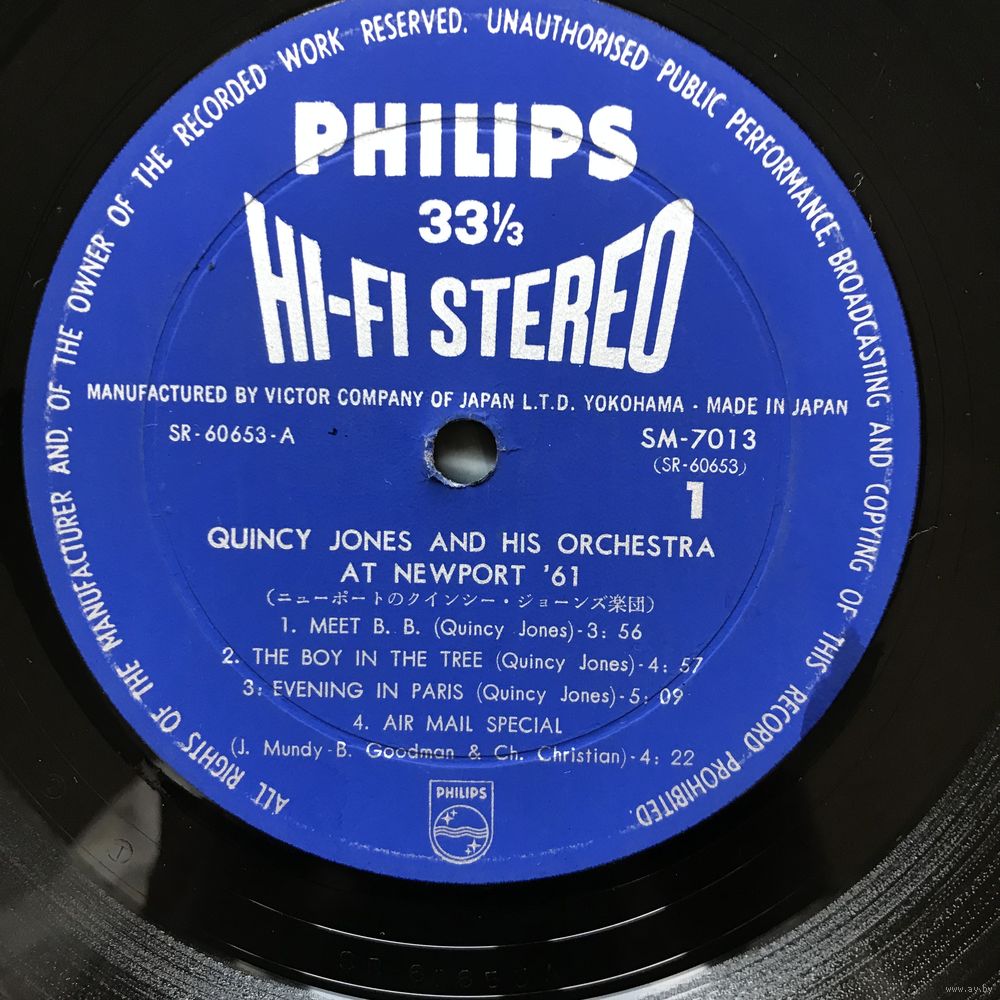 ALL RIGHTS OF THE MANUFACTURER AND, OF THE OWNER OF THE RECORDED WORK RESERVED. UNAUTHORISED PUBLIC PERFORMANCE, BROADCASTING AND COPYING OF THIS RECORD PROHIBITED.
PHILIPS
33⅓
HI-FI STEREO
MANUFACTURED BY VICTOR COMPANY OF JAPAN L.T.D. YOKOHAMA - MADE IN JAPAN
SR-60653-A
SM-7013
(SR-60653)
1
QUINCY JONES AND HIS ORCHESTRA
AT NEWPORT '61
(ニューポートのクインシー・ジョーンズ楽団)
1. MEET B. B. (Quincy Jones)-3: 56
2. THE BOY IN THE TREE (Quincy Jones)-4: 57
3: EVENING IN PARIS (Quincy Jones)-5: 09
4. AIR MAIL SPECIAL
(J. Mundy-B. Goodman & Ch. Christian)-4: 22
PHILIPS
www.ay.by